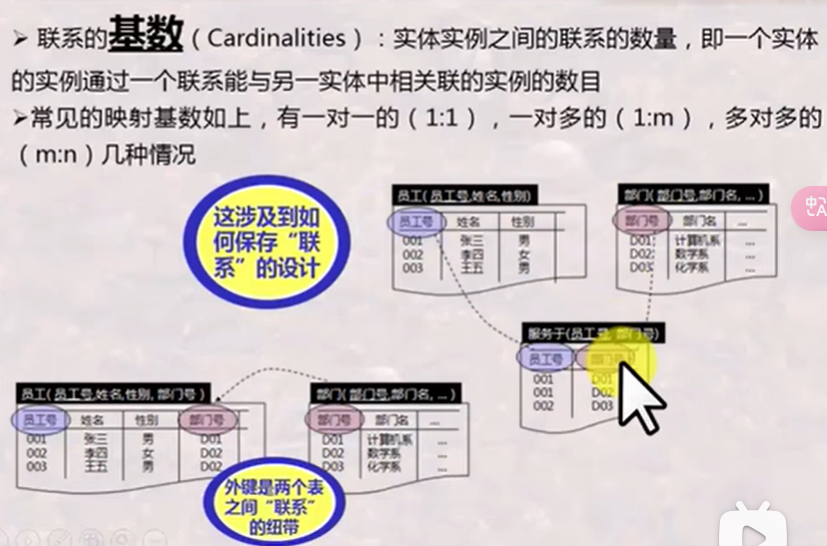 ➢ 联系的基数（Cardinalities）：实体实例之间的联系的数量，即一个实体
的实例通过一个联系能与另一实体中相关联的实例的数目
➢常见的映射基数如上，有一对一的（1:1），一对多的（1:m），多对多的
（m:n）几种情况
这涉及到如
何保存“联
系”的设计
员工(员工号,姓名,性别)
员工号 姓名 性别
001 张三 男
002 李四 女
003 王五 男
部门(部门号,部门名, ...)
部门号 部门名 ...
D01 计算机系 ...
D02 数学系 ...
D03 化学系 ...
服务于(员工号, 部门号)
员工号 部门号
001 D01
001 D02
002 D03
员工(员工号,姓名,性别, 部门号)
员工号 姓名 性别 部门号
001 张三 男 D01
002 李四 女 D02
003 王五 男 D02
部门(部门号,部门名, ...)
部门号 部门名 ...
D01 计算机系 ...
D02 数学系 ...
D03 化学系 ...
外键是两个表
之间“联系”
的纽带
中
A